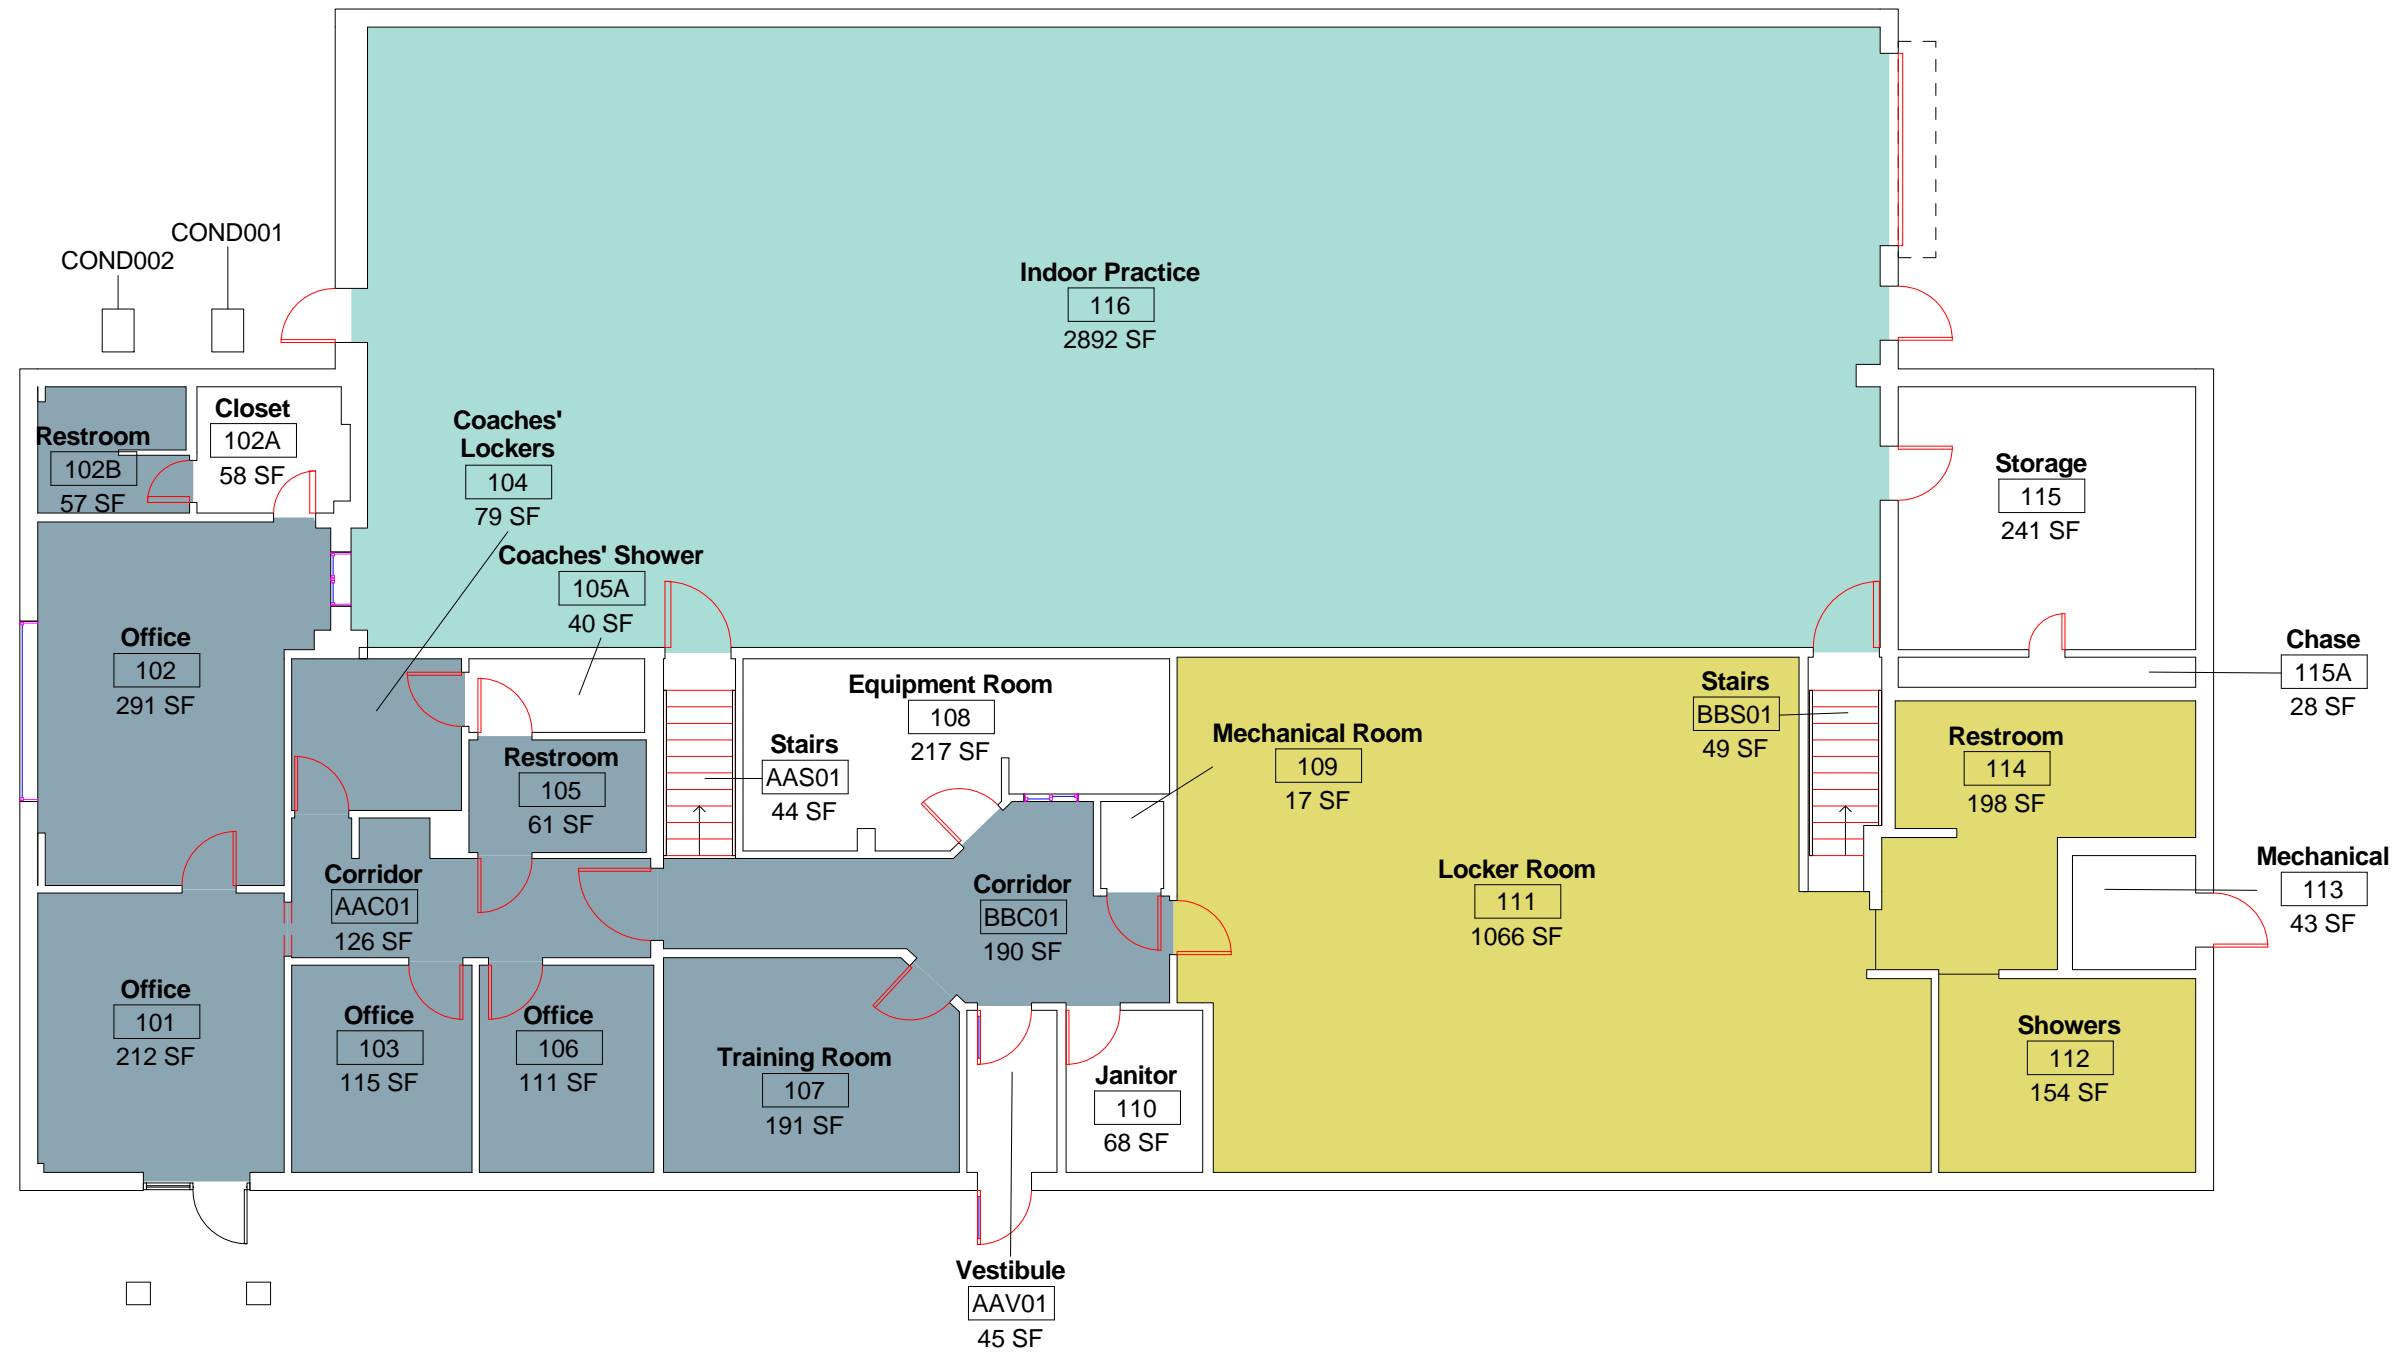 COND001
COND002
Indoor Practice
116
2892 SF
Closet
102A
58 SF
Restroom
102B
57 SF
Coaches'
Lockers
104
79 SF
Coaches' Shower
105A
40 SF
Storage
115
241 SF
Office
102
291 SF
Chase
115A
28 SF
Equipment Room
108
217 SF
Stairs
BBS01
49 SF
Mechanical Room
109
17 SF
Stairs
AAS01
44 SF
Restroom
105
61 SF
Restroom
114
198 SF
Corridor
AAC01
126 SF
Corridor
BBC01
190 SF
Locker Room
111
1066 SF
Mechanical
113
43 SF
Office
101
212 SF
Office
103
115 SF
Office
106
111 SF
Training Room
107
191 SF
Janitor
110
68 SF
Showers
112
154 SF
Vestibule
AAV01
45 SF